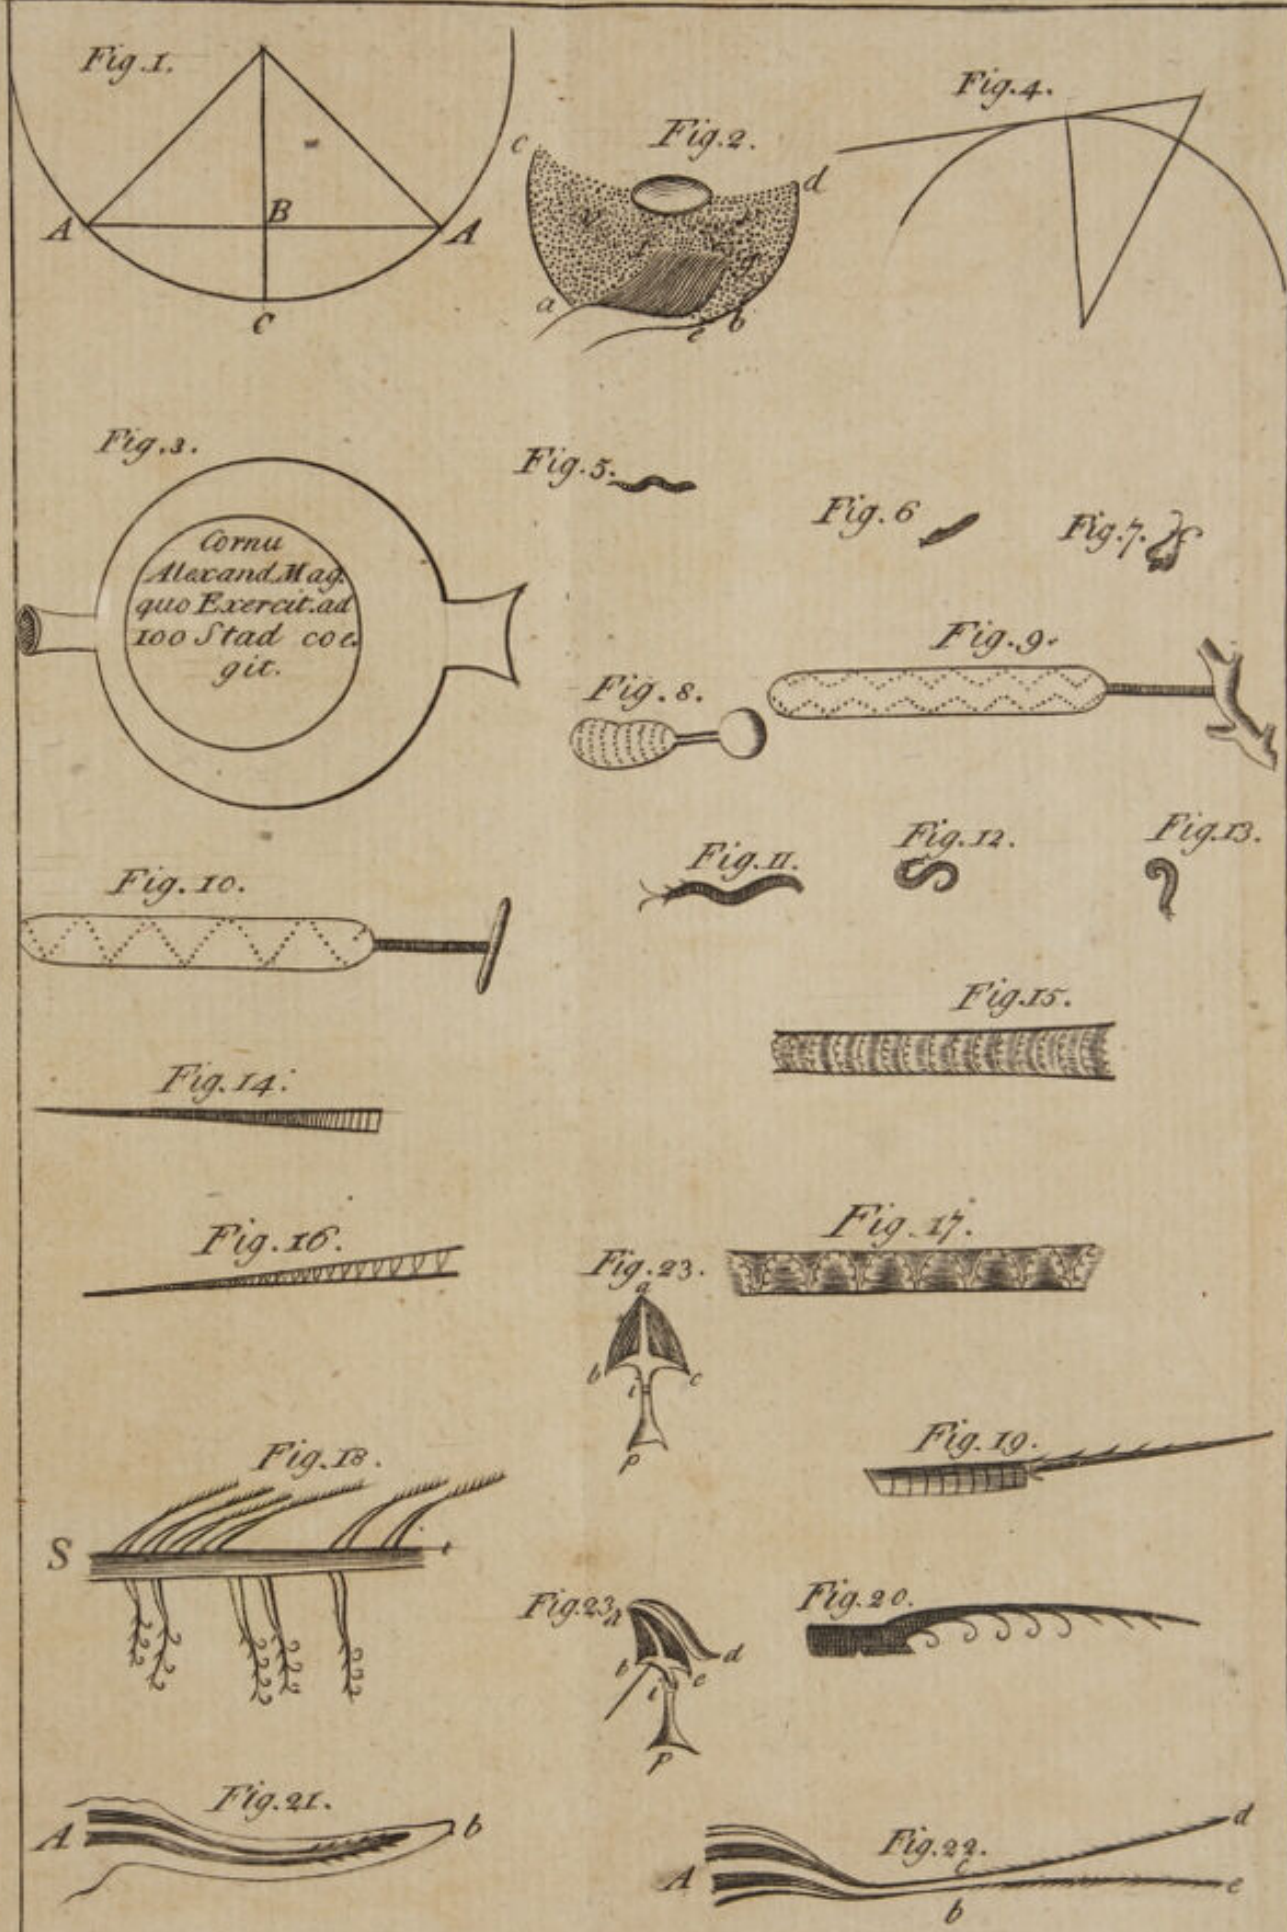 Fig. 1.
A
B
A
C
Fig. 2.
c
d
a
e
b
Fig. 4.
Fig. 3.
Cornu
Alexand. Mag.
quo Exercit. ad
100 Stad coe
git.
Fig. 5.
Fig. 6
Fig. 7.
Fig. 8.
Fig. 9.
Fig. 10.
Fig. 11.
Fig. 12.
Fig. 13.
Fig. 14.
Fig. 15.
Fig. 16.
Fig. 17.
Fig. 23.
a
b
c
i
p
Fig. 18.
S
t
Fig. 19.
Fig. 23.
a
b
d
i
e
p
Fig. 20.
Fig. 21.
A
b
Fig. 22.
A
c
b
d
e